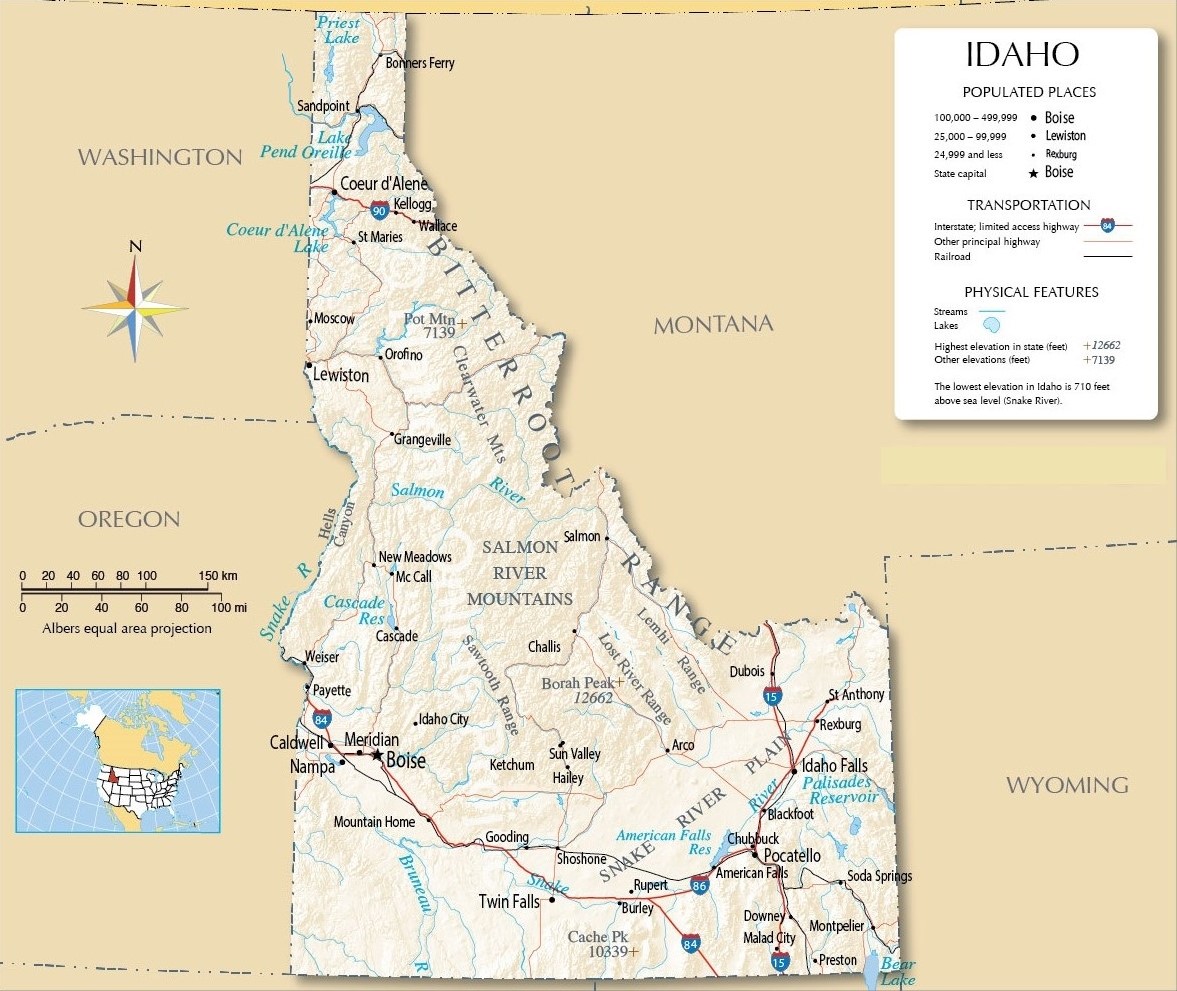 IDAHO
POPULATED PLACES
100,000 – 499,999 Boise
25,000 – 99,999 Lewiston
24,999 and less Rexburg
State capital Boise
TRANSPORTATION
Interstate; limited access highway 84
Other principal highway
Railroad
PHYSICAL FEATURES
Streams
Lakes
Highest elevation in state (feet) +12662
Other elevations (feet) +7139
The lowest elevation in Idaho is 710 feet
above sea level (Snake River).
Priest
Lake
Bonners Ferry
Sandpoint
Lake
Pend Oreille
WASHINGTON
Coeur d'Alene
90
Kellogg
Wallace
Coeur d'Alene
Lake
St Maries
N
BITTERROOT
RANGE
MONTANA
Moscow
Pot Mtn
7139
Orofino
Lewiston
Clearwater Mts
Grangeville
Salmon River
OREGON
Hells
Canyon
Salmon
SALMON
RIVER
MOUNTAINS
New Meadows
Mc Call
0 20 40 60 80 100 150 km
0 20 40 60 80 100 mi
Albers equal area projection
Snake R
Cascade
Res
Cascade
Lemhi Range
Challis
Lost River Range
Sawtooth Range
Weiser
Payette
Borah Peak
12662
Dubois
15
St Anthony
Rexburg
84
Idaho City
Caldwell
Meridian
Boise
Nampa
Sun Valley
Ketchum
Hailey
Arco
SNAKE RIVER PLAIN
Idaho Falls
Palisades
Reservoir
WYOMING
River
Blackfoot
Mountain Home
Gooding
Shoshone
American Falls
Res
Chubbuck
Pocatello
American Falls
Soda Springs
Bruneau
R
Snake
Twin Falls
Rupert
Burley
86
Downey
Montpelier
Malad City
Cache Pk
10339
84
15
Preston
Bear
Lake